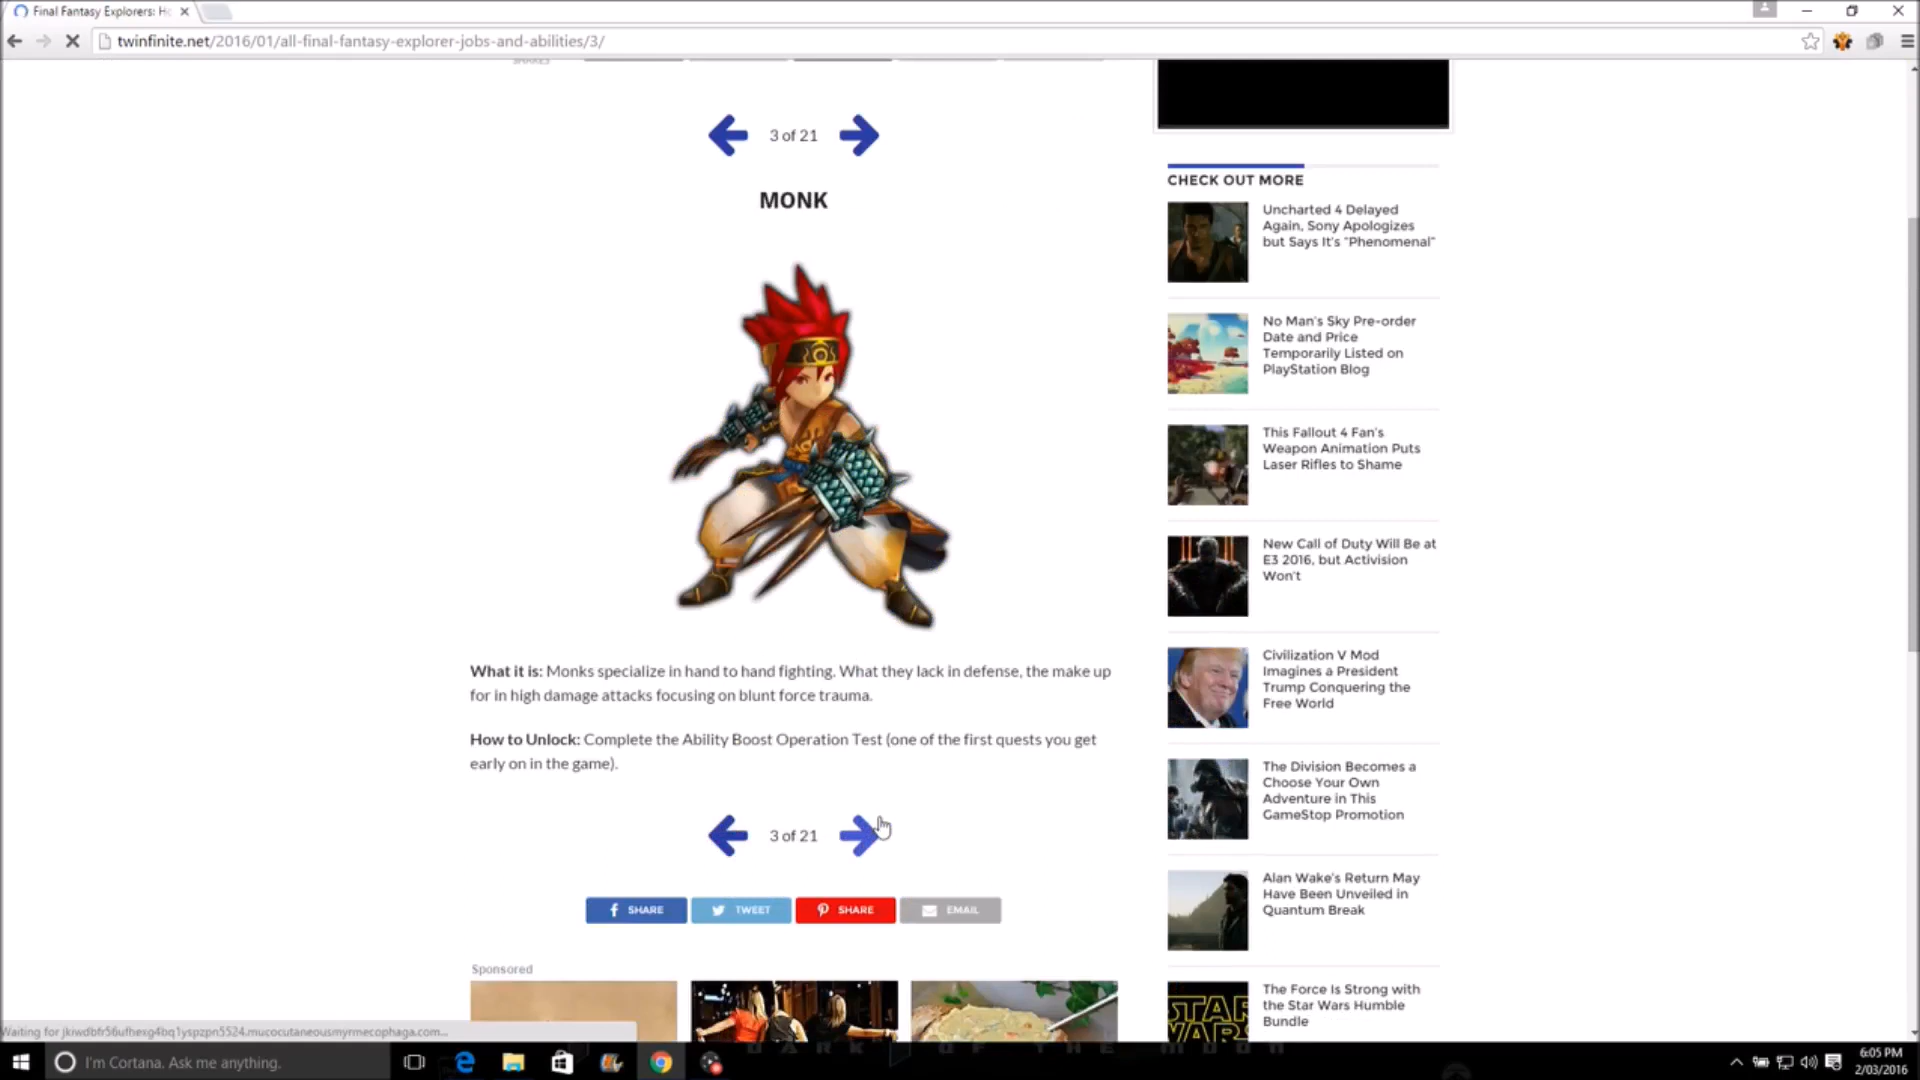 Final Fantasy Explorers: Ho
twinfinite.net/2016/01/all-final-fantasy-explorer-jobs-and-abilities/3/
SHARES
3 of 21
MONK
What it is: Monks specialize in hand to hand fighting. What they lack in defense, the make up
for in high damage attacks focusing on blunt force trauma.
How to Unlock: Complete the Ability Boost Operation Test (one of the first quests you get
early on in the game).
3 of 21
SHARE
TWEET
SHARE
EMAIL
Sponsored
CHECK OUT MORE
Uncharted 4 Delayed
Again, Sony Apologizes
but Says It's "Phenomenal"
No Man's Sky Pre-order
Date and Price
Temporarily Listed on
PlayStation Blog
This Fallout 4 Fan's
Weapon Animation Puts
Laser Rifles to Shame
New Call of Duty Will Be at
E3 2016, but Activision
Won't
Civilization V Mod
Imagines a President
Trump Conquering the
Free World
The Division Becomes a
Choose Your Own
Adventure in This
GameStop Promotion
Alan Wake's Return May
Have Been Unveiled in
Quantum Break
STAR
WARS
The Force Is Strong with
the Star Wars Humble
Bundle
Waiting for jkiwdbfr56ufhexg4bq1yspzpn5524.mucocutaneousmyrmecophaga.com...
I'm Cortana. Ask me anything.
DARK OF THE MOON
6:05 PM
2/03/2016